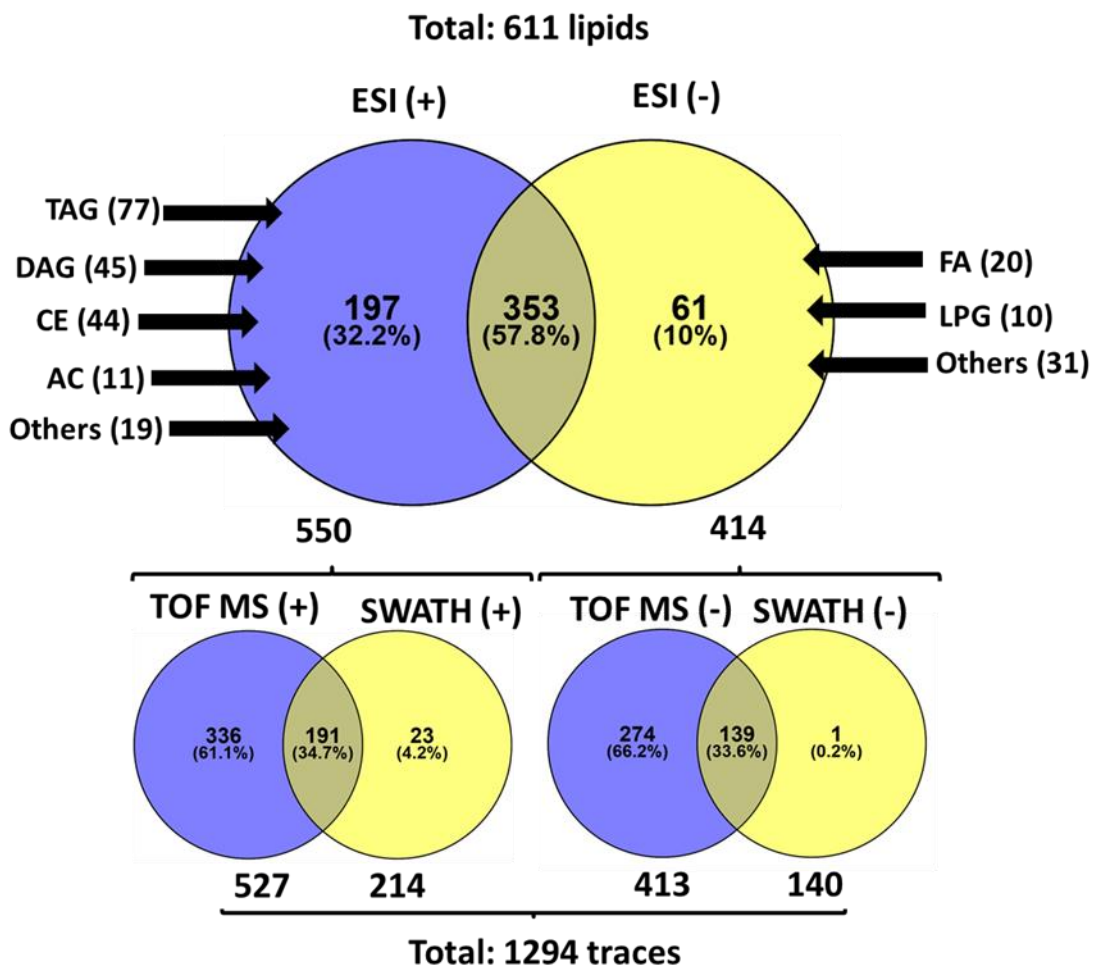 Total: 611 lipids
ESI (+)
ESI (-)
TAG (77)
DAG (45)
CE (44)
AC (11)
Others (19)
197
(32.2%)
353
(57.8%)
61
(10%)
FA (20)
LPG (10)
Others (31)
550
414
TOF MS (+)
SWATH (+)
TOF MS (-)
SWATH (-)
336
(61.1%)
191
(34.7%)
23
(4.2%)
274
(66.2%)
139
(33.6%)
1
(0.2%)
527
214
413
140
Total: 1294 traces